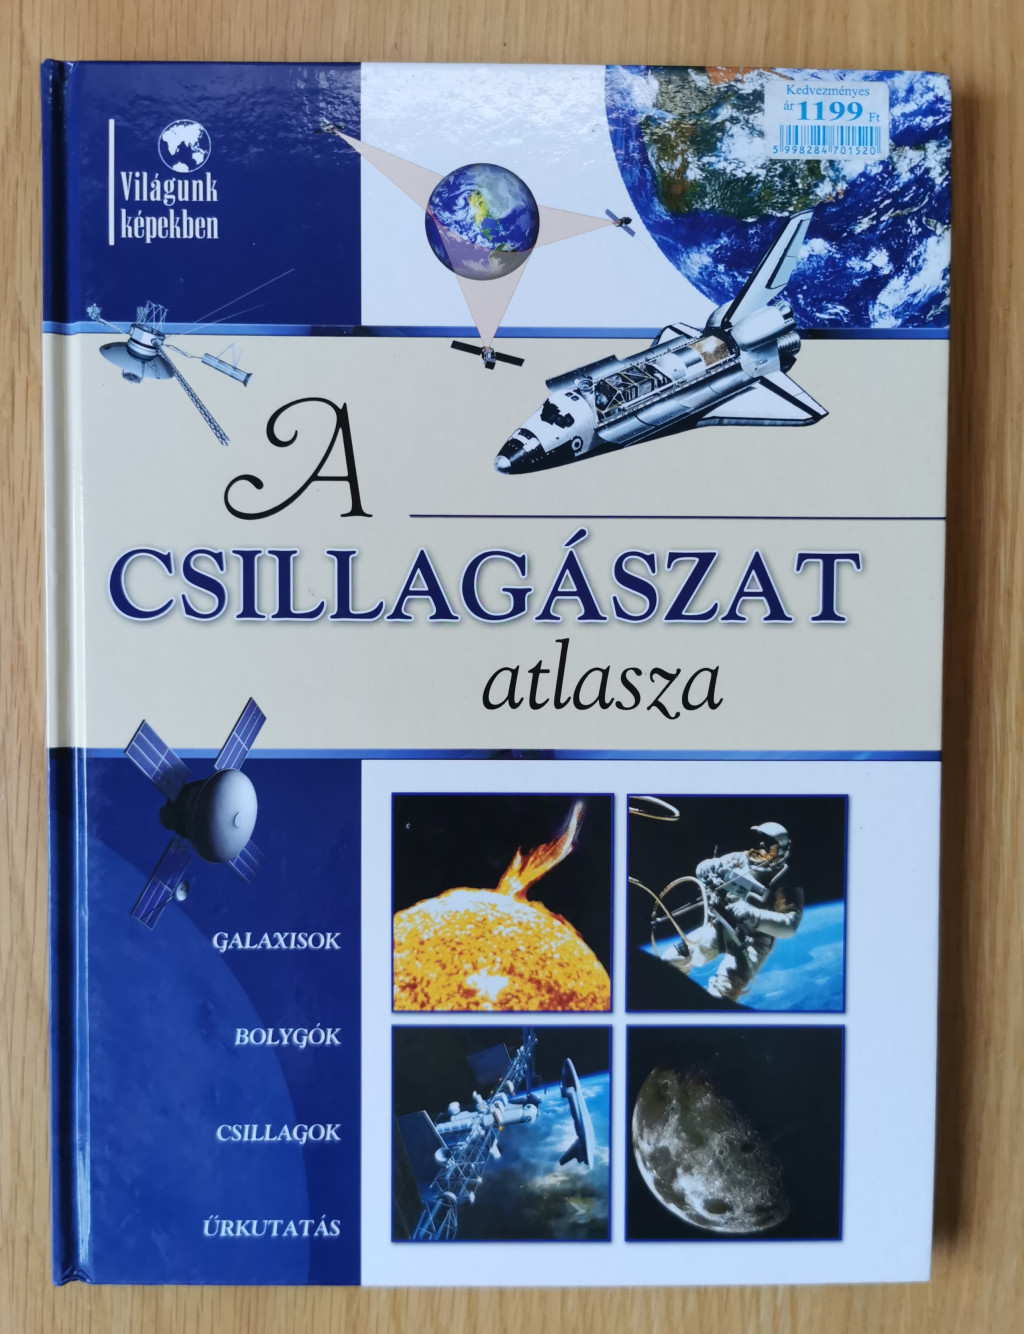 Világunk
képekben
Kedvezményes
ár 1199 Ft
5 998284 701520
A
CSILLAGÁSZAT
atlasza
GALAXISOK
BOLYGÓK
CSILLAGOK
ŰRKUTATÁS